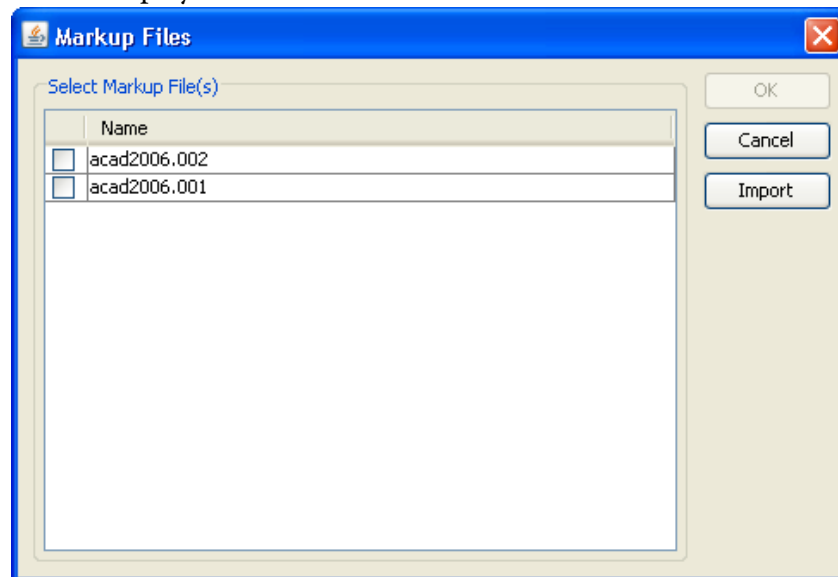 Markup Files
Select Markup File(s)
OK
Name
Cancel
acad2006.002
acad2006.001
Import